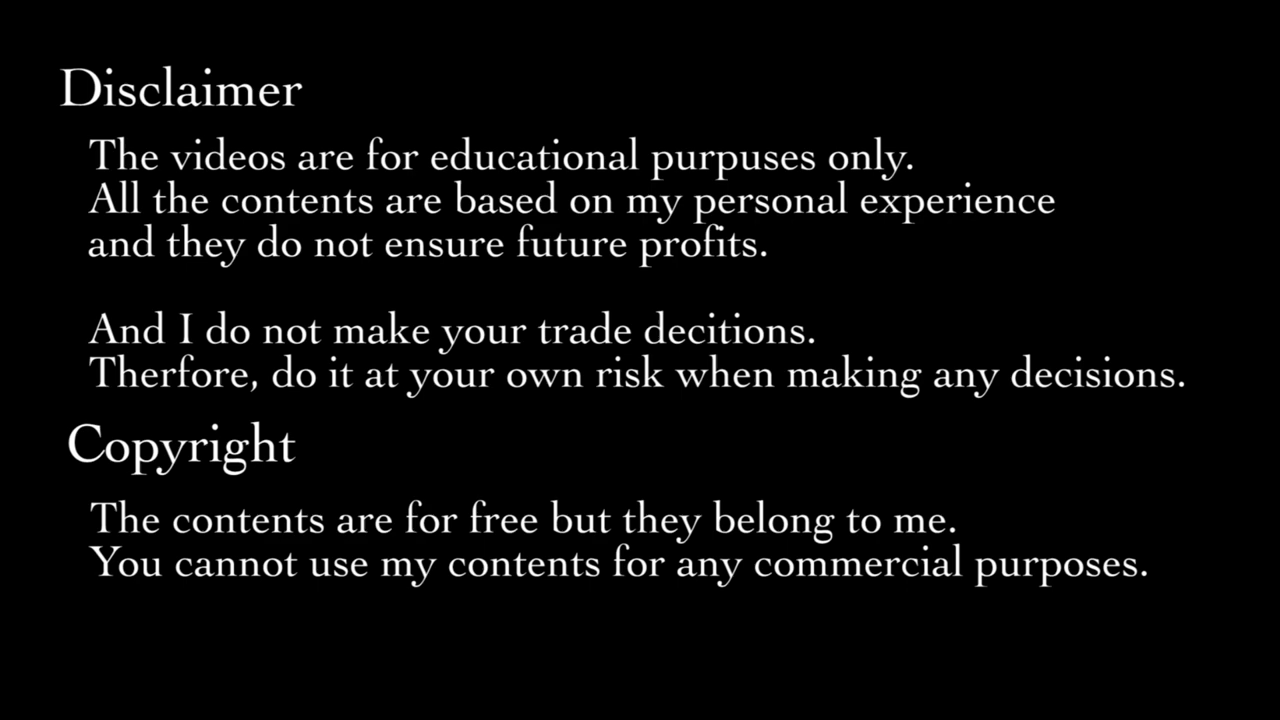 Disclaimer
The videos are for educational purpuses only.
All the contents are based on my personal experience
and they do not ensure future profits.
And I do not make your trade decitions.
Therfore, do it at your own risk when making any decisions.
Copyright
The contents are for free but they belong to me.
You cannot use my contents for any commercial purposes.